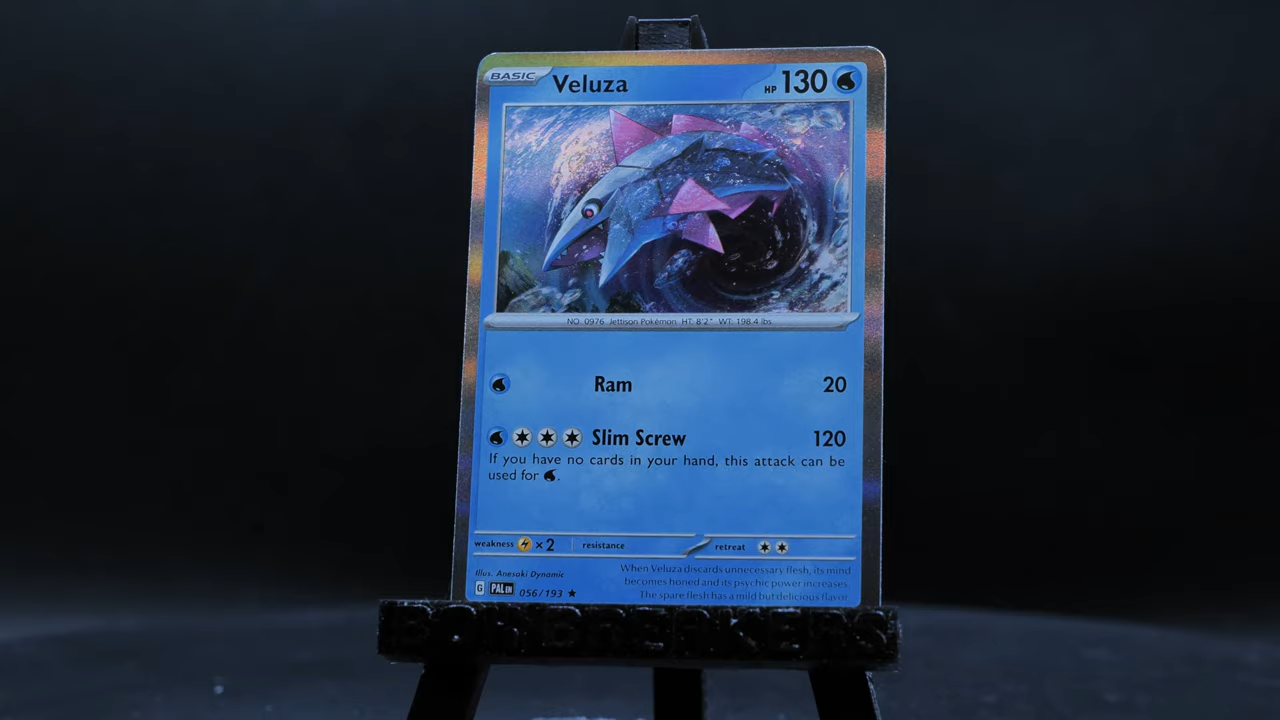 BASIC Veluza HP 130
NO. 0976 Jettison Pokémon HT: 8'2" WT: 198.4 lbs
Ram 20
Slim Screw 120
If you have no cards in your hand, this attack can be
used for .
weakness ×2 resistance retreat
Illus. Anesaki Dynamic
G PAL EN 056/193 ★
When Veluza discards unnecessary flesh, its mind
becomes honed and its psychic power increases.
The spare flesh has a mild but delicious flavor.
BOX BREAKERS